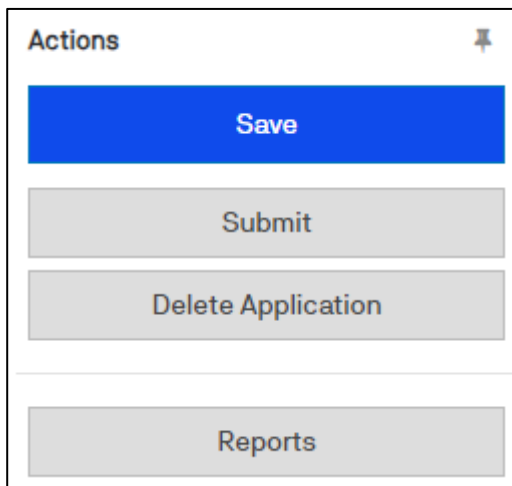 Actions
Save
Submit
Delete Application
Reports